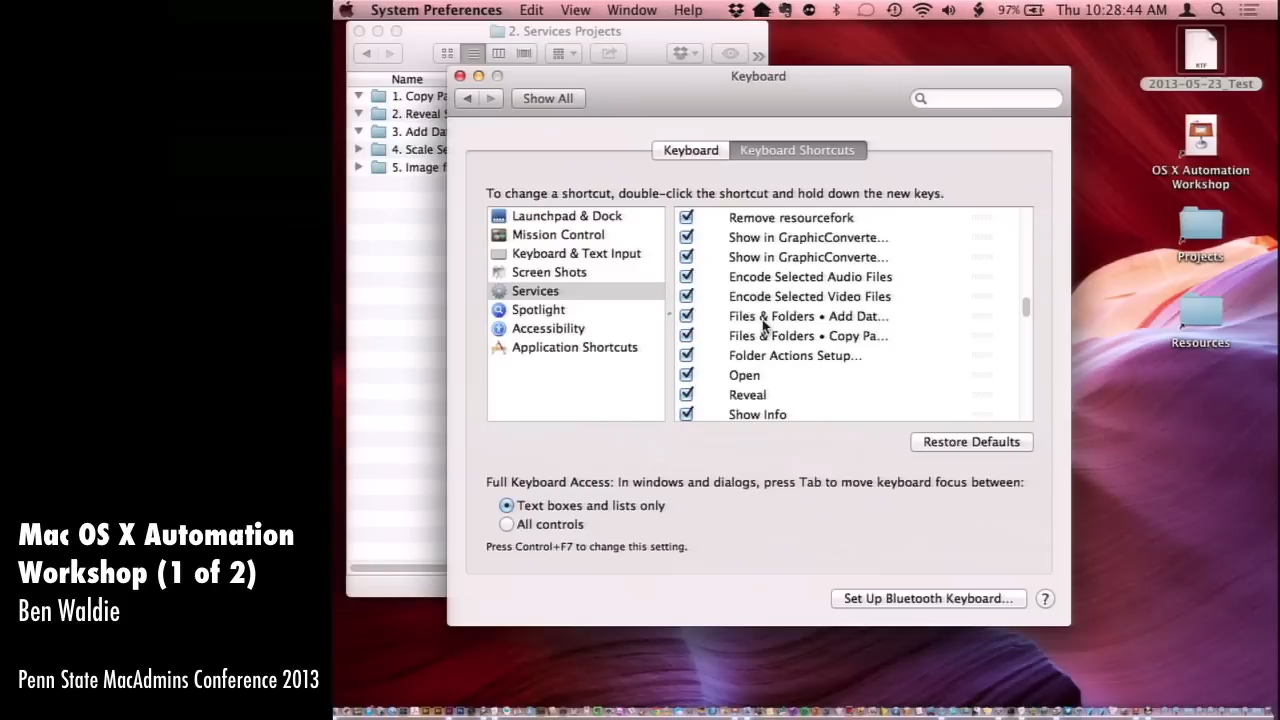 System Preferences Edit View Window Help
97%
Thu 10:28:44 AM
2. Services Projects
Name
1. Copy Pa
2. Reveal S
3. Add Dat
4. Scale Se
5. Image f
Keyboard
Show All
Keyboard
Keyboard Shortcuts
To change a shortcut, double-click the shortcut and hold down the new keys.
Launchpad & Dock
Mission Control
Keyboard & Text Input
Screen Shots
Services
Spotlight
Accessibility
Application Shortcuts
Remove resourcefork
Show in GraphicConverte...
Show in GraphicConverte...
Encode Selected Audio Files
Encode Selected Video Files
Files & Folders • Add Dat...
Files & Folders • Copy Pa...
Folder Actions Setup...
Open
Reveal
Show Info
Restore Defaults
Full Keyboard Access: In windows and dialogs, press Tab to move keyboard focus between:
Text boxes and lists only
All controls
Press Control+F7 to change this setting.
Set Up Bluetooth Keyboard...
?
RTF
2013-05-23_Test
OS X Automation
Workshop
Projects
Resources
Mac OS X Automation
Workshop (1 of 2)
Ben Waldie
Penn State MacAdmins Conference 2013